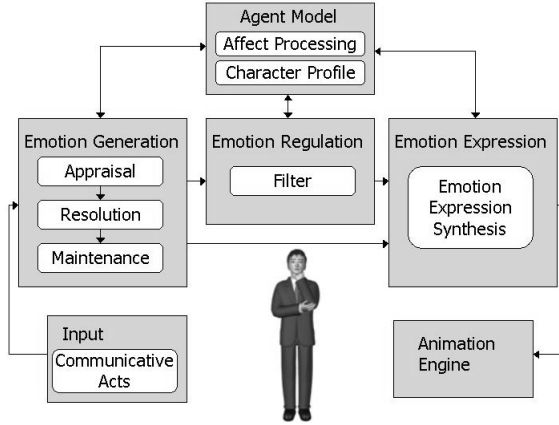 Agent Model
Affect Processing
Character Profile
Emotion Generation
Appraisal
Resolution
Maintenance
Emotion Regulation
Filter
Emotion Expression
Emotion
Expression
Synthesis
Input
Communicative
Acts
Animation
Engine